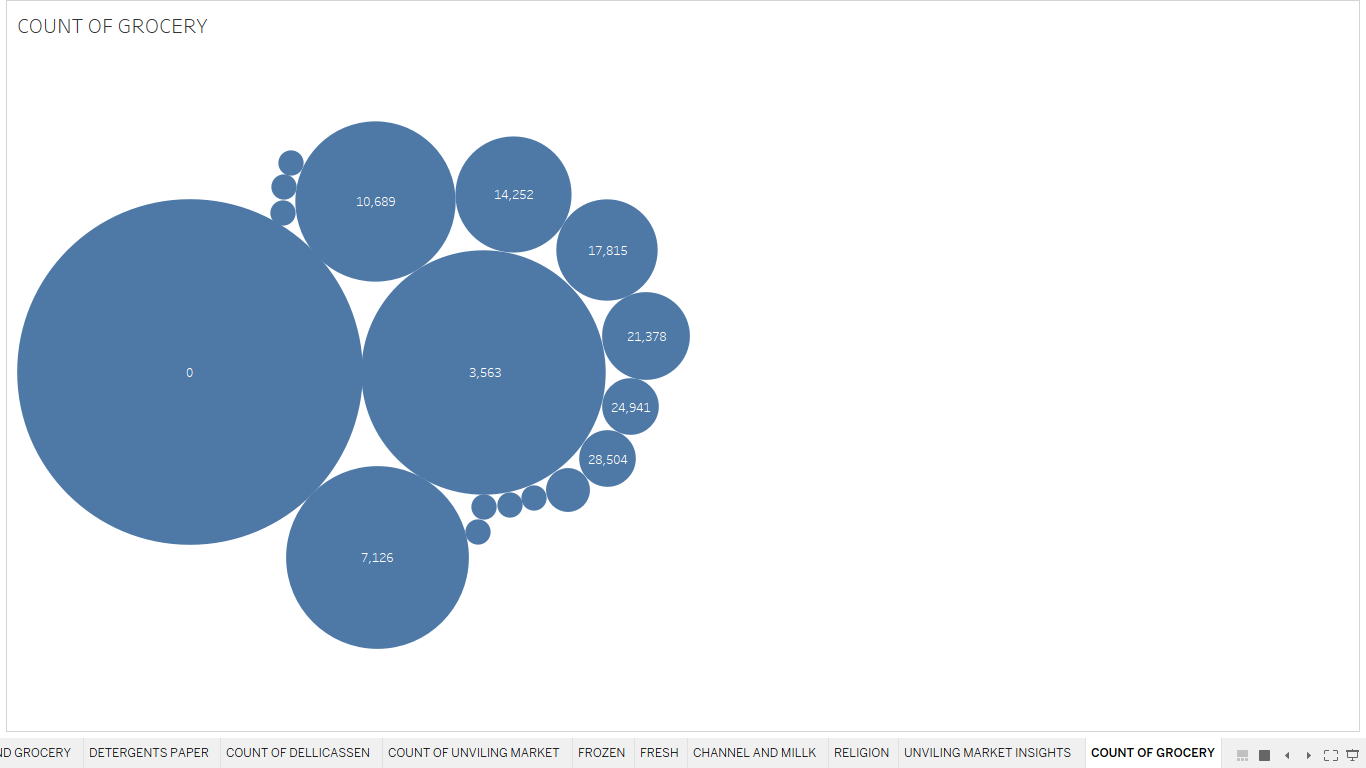 COUNT OF GROCERY
10,689
14,252
17,815
21,378
0
3,563
24,941
28,504
7,126
ND GROCERY
DETERGENTS PAPER
COUNT OF DELLICASSEN
COUNT OF UNVILING MARKET
FROZEN
FRESH
CHANNEL AND MILLK
RELIGION
UNVILING MARKET INSIGHTS
COUNT OF GROCERY